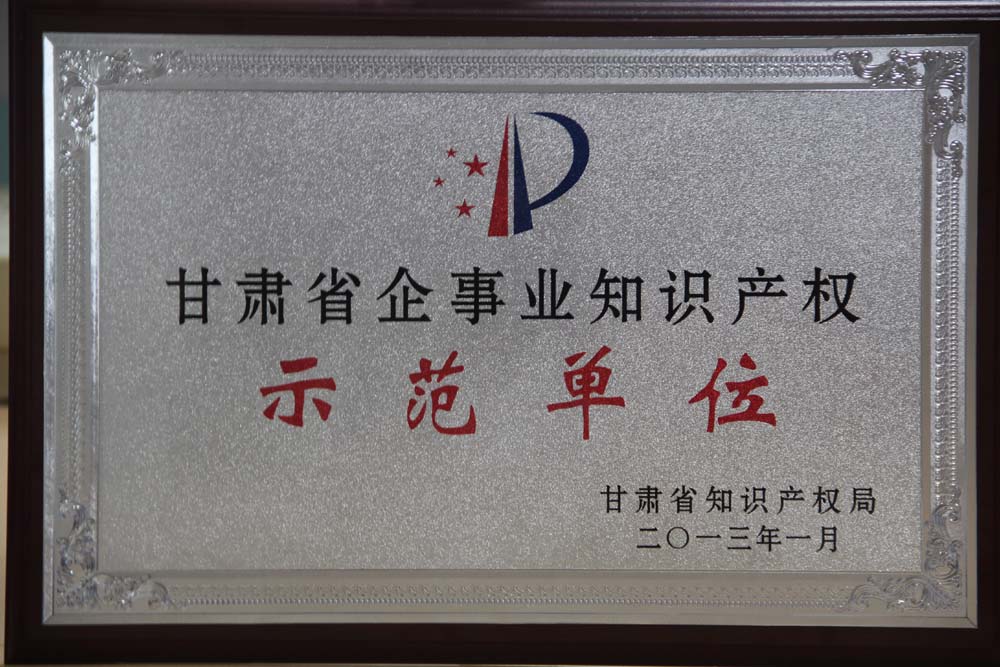 甘肃省企事业知识产权
示范单位
甘肃省知识产权局
二〇一三年一月